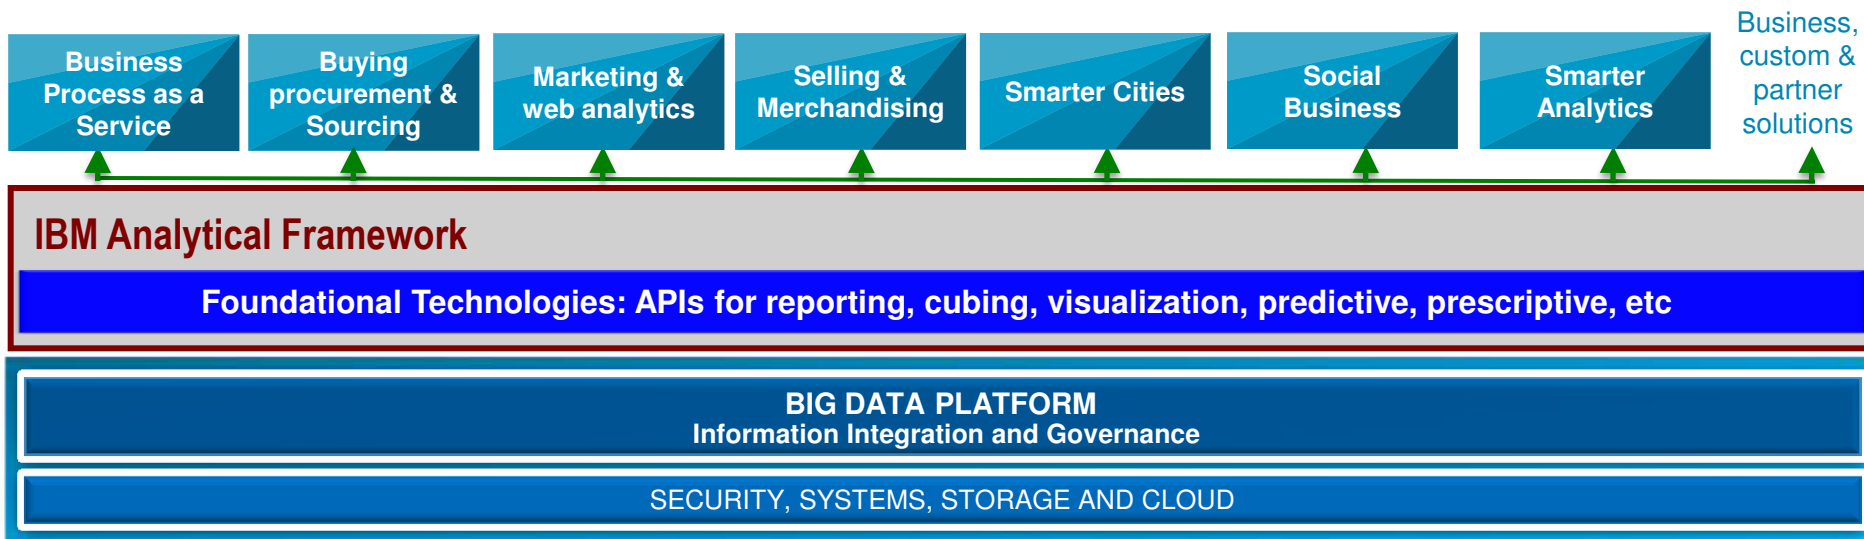 Business
Process as a
Service
Buying
procurement &
Sourcing
Marketing &
web analytics
Selling &
Merchandising
Smarter Cities
Social
Business
Smarter
Analytics
Business,
custom &
partner
solutions
IBM Analytical Framework
Foundational Technologies: APIs for reporting, cubing, visualization, predictive, prescriptive, etc
BIG DATA PLATFORM
Information Integration and Governance
SECURITY, SYSTEMS, STORAGE AND CLOUD